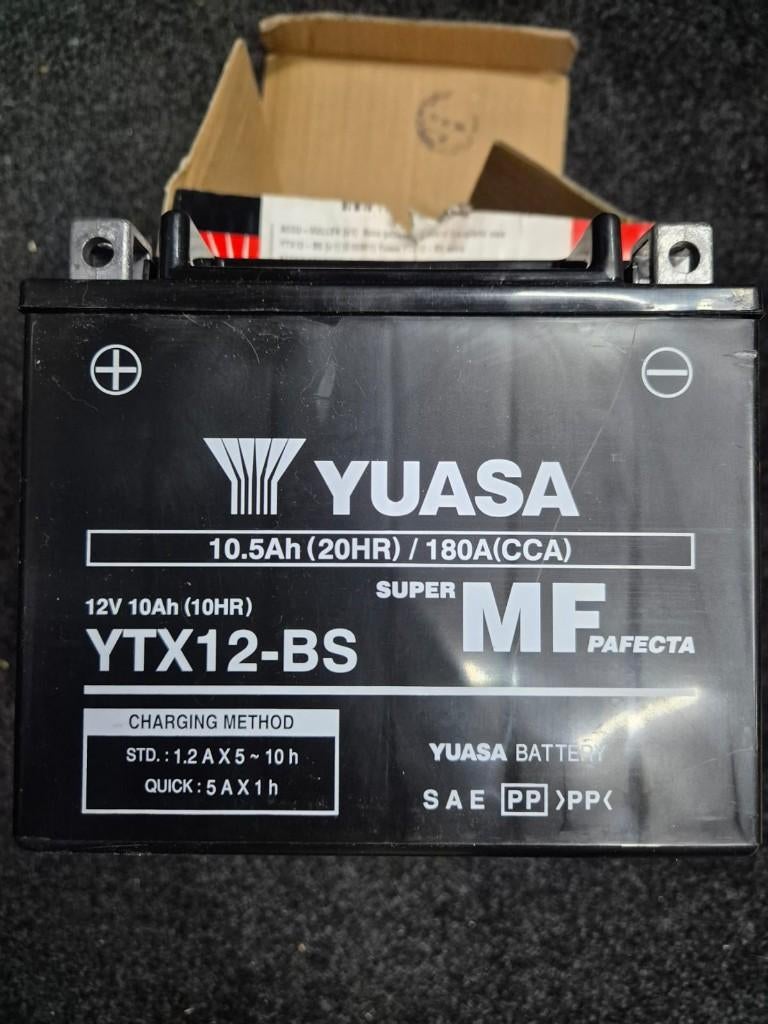 +
−
YUASA
10.5Ah (20HR) / 180A(CCA)
12V 10Ah (10HR)
SUPER MF PAFECTA
YTX12-BS
CHARGING METHOD
STD. : 1.2 A X 5 ~ 10 h
QUICK : 5 A X 1 h
YUASA BATTERY
S A E PP >PP<